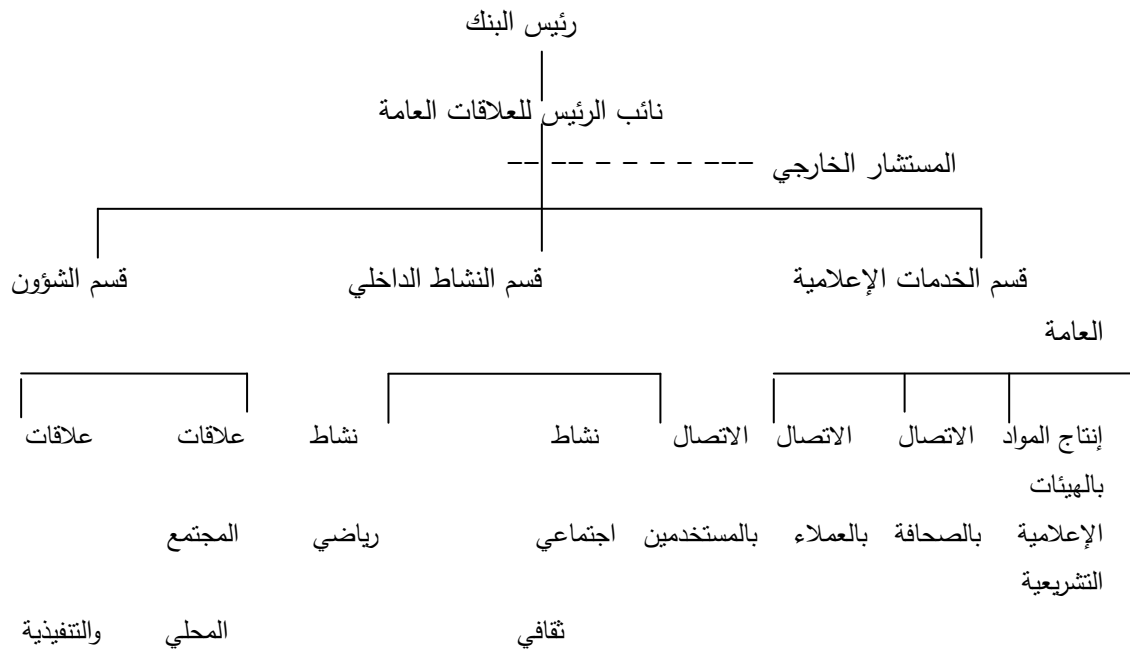 رئيس البنك
نائب الرئيس للعلاقات العامة
المستشار الخارجي
قسم الخدمات الإعلامية قسم النشاط الداخلي قسم الشؤون
العامة
إنتاج المواد الاتصال الاتصال الاتصال نشاط نشاط علاقات علاقات
بالهيئات
الإعلامية بالصحافة بالعملاء بالمستخدمين اجتماعي رياضي المجتمع
التشريعية
ثقافي المحلي والتنفيذية